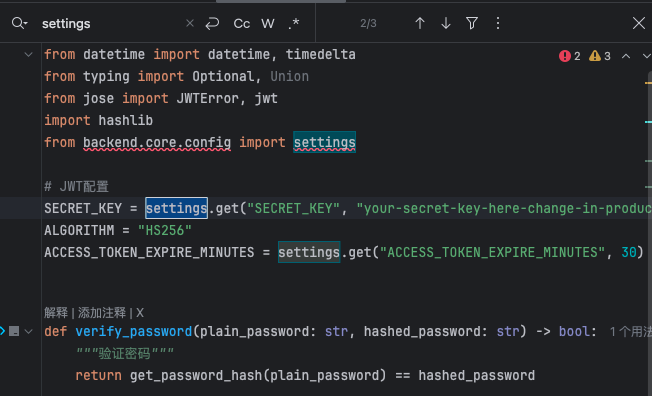 settings
Cc W .* 2/3
from datetime import datetime, timedelta
2 3
from typing import Optional, Union
from jose import JWTError, jwt
import hashlib
from backend.core.config import settings
# JWT配置
SECRET_KEY = settings.get("SECRET_KEY", "your-secret-key-here-change-in-produc
ALGORITHM = "HS256"
ACCESS_TOKEN_EXPIRE_MINUTES = settings.get("ACCESS_TOKEN_EXPIRE_MINUTES", 30)
解释 | 添加注释 | X
def verify_password(plain_password: str, hashed_password: str) -> bool: 1 个用法
"""验证密码"""
return get_password_hash(plain_password) == hashed_password